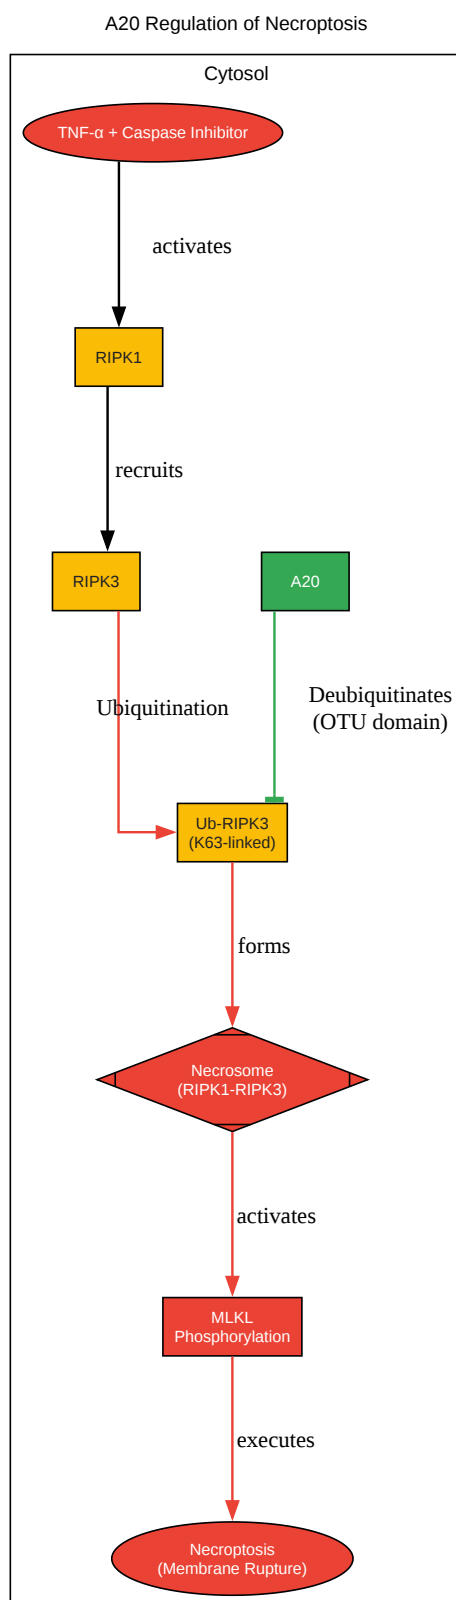 A20 Regulation of Necroptosis
Cytosol
TNF-α + Caspase Inhibitor
activates
RIPK1
recruits
RIPK3
A20
Ubiquitination
Deubiquitinates
(OTU domain)
Ub-RIPK3
(K63-linked)
forms
Necrosome
(RIPK1-RIPK3)
activates
MLKL
Phosphorylation
executes
Necroptosis
(Membrane Rupture)